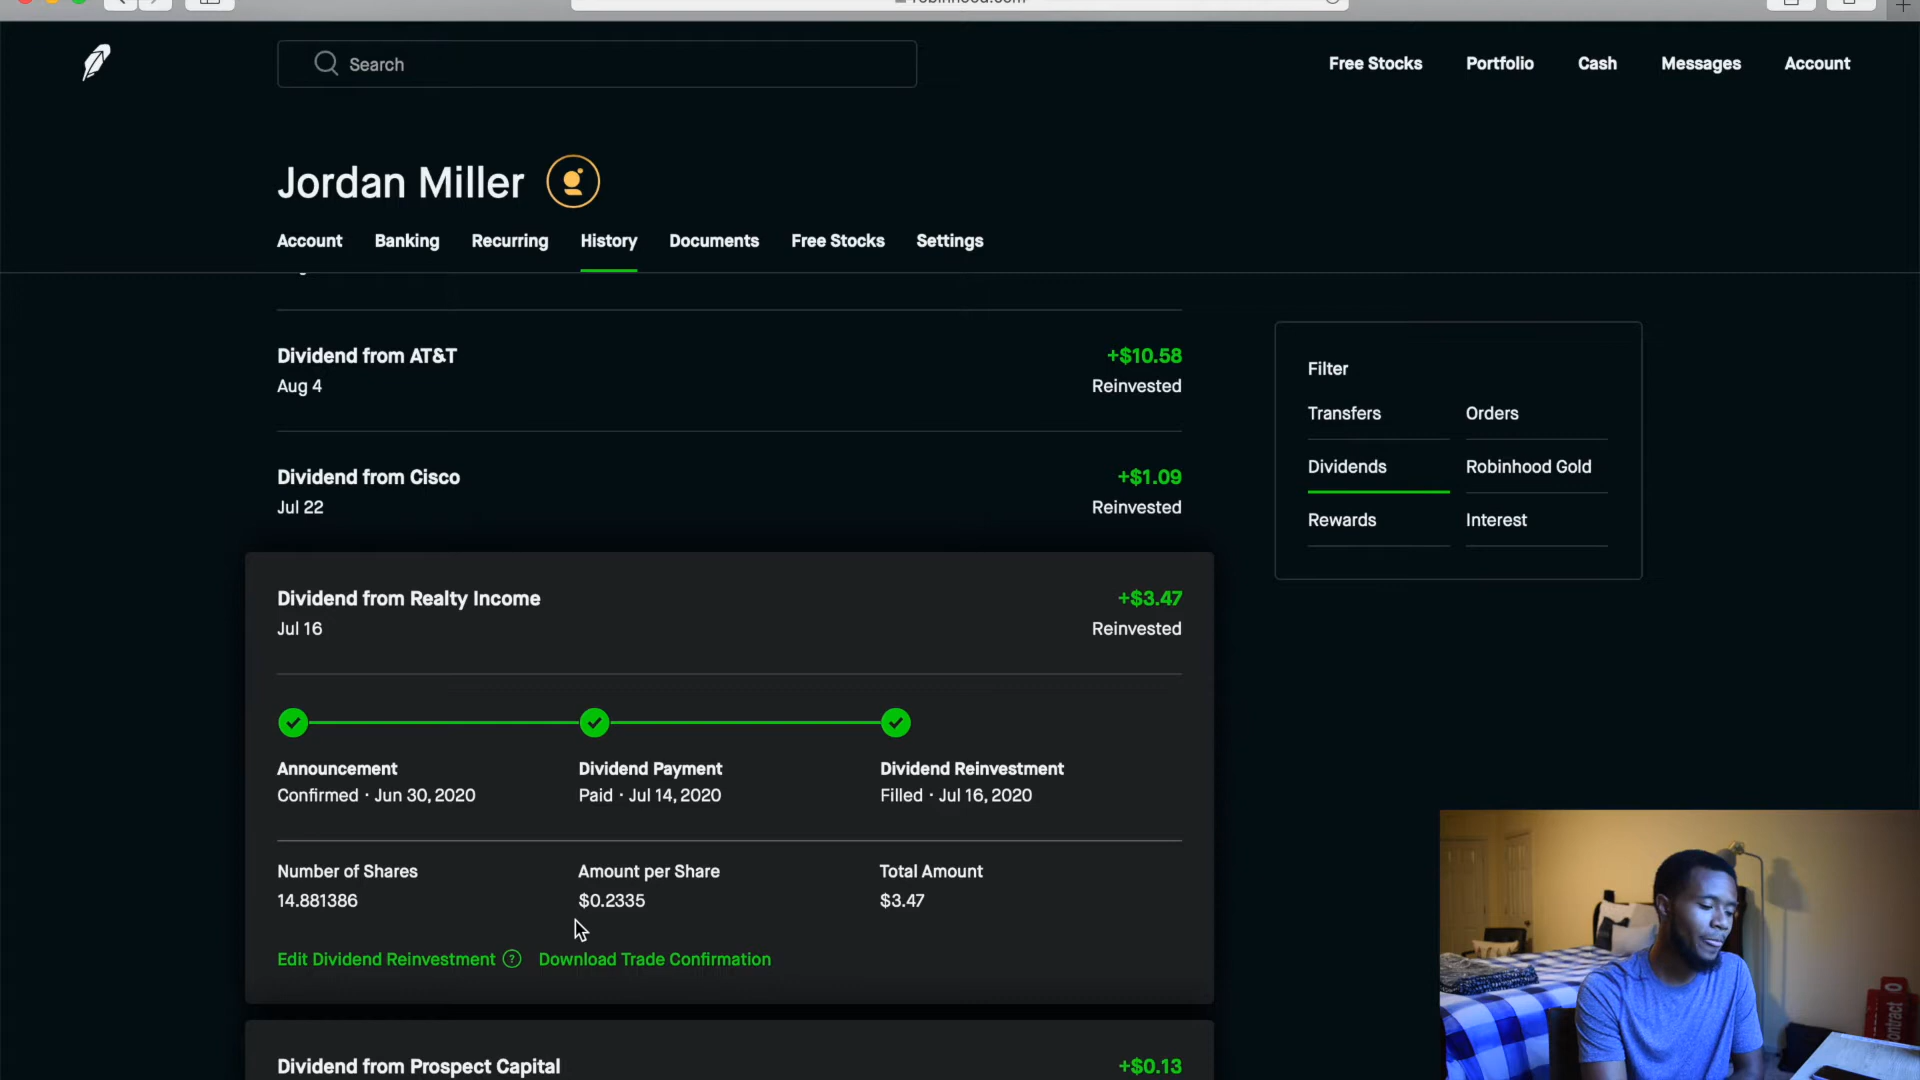 Search
Free Stocks
Portfolio
Cash
Messages
Account
Jordan Miller
Account
Banking
Recurring
History
Documents
Free Stocks
Settings
Dividend from AT&T
+$10.58
Aug 4
Reinvested
Dividend from Cisco
+$1.09
Jul 22
Reinvested
Dividend from Realty Income
+$3.47
Jul 16
Reinvested
Announcement
Confirmed · Jun 30, 2020
Dividend Payment
Paid · Jul 14, 2020
Dividend Reinvestment
Filled · Jul 16, 2020
Number of Shares
14.881386
Amount per Share
$0.2335
Total Amount
$3.47
Edit Dividend Reinvestment ?
Download Trade Confirmation
Dividend from Prospect Capital
+$0.13
Filter
Transfers
Orders
Dividends
Robinhood Gold
Rewards
Interest